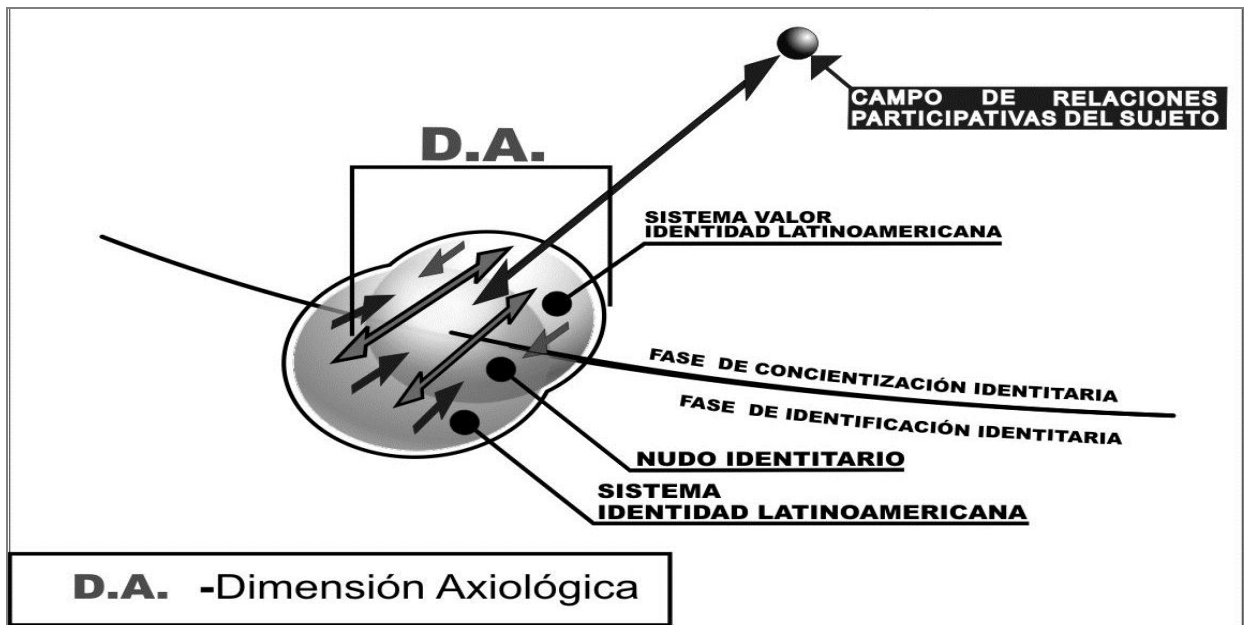 CAMPO DE RELACIONES
PARTICIPATIVAS DEL SUJETO
D.A.
SISTEMA VALOR
IDENTIDAD LATINOAMERICANA
FASE DE CONCIENTIZACIÓN IDENTITARIA
FASE DE IDENTIFICACIÓN IDENTITARIA
NUDO IDENTITARIO
SISTEMA
IDENTIDAD LATINOAMERICANA
D.A. -Dimensión Axiológica